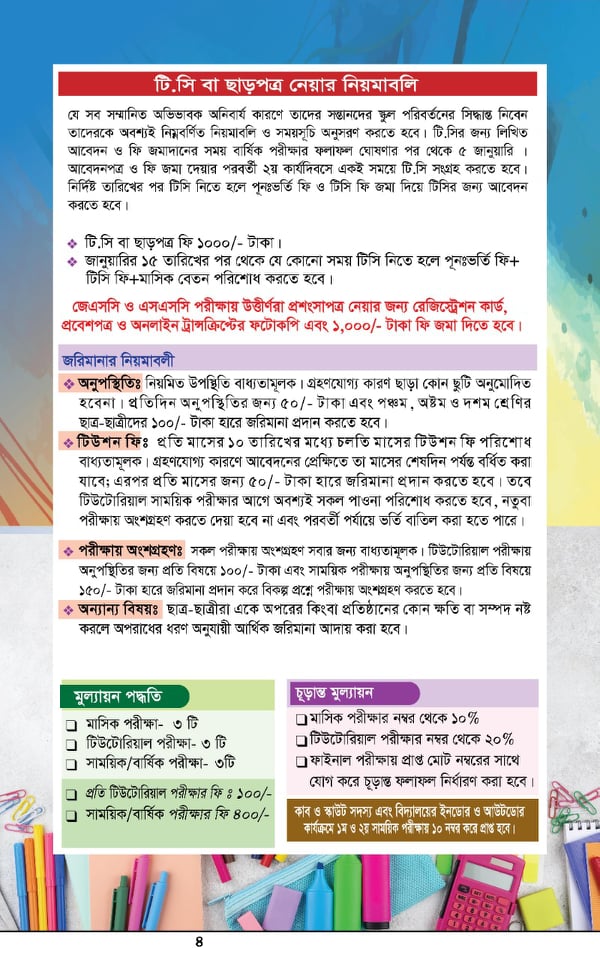 টি.সি বা ছাড়পত্র নেয়ার নিয়মাবলি
যে সব সম্মানিত অভিভাবক অনিবার্য কারণে তাদের সন্তানদের স্কুল পরিবর্তনের সিদ্ধান্ত নিবেন
তাদেরকে অবশ্যই নিম্নবর্ণিত নিয়মাবলি ও সময়সূচি অনুসরণ করতে হবে। টি.সির জন্য লিখিত
আবেদন ও ফি জমাদানের সময় বার্ষিক পরীক্ষার ফলাফল ঘোষণার পর থেকে ৫ জানুয়ারি ।
আবেদনপত্র ও ফি জমা দেয়ার পরবর্তী ২য় কার্যদিবসে একই সময়ে টি.সি সংগ্রহ করতে হবে।
নির্দিষ্ট তারিখের পর টিসি নিতে হলে পূনঃভর্তি ফি ও টিসি ফি জমা দিয়ে টিসির জন্য আবেদন
করতে হবে।
❖ টি.সি বা ছাড়পত্র ফি ১০০০/- টাকা।
❖ জানুয়ারির ১৫ তারিখের পর থেকে যে কোনো সময় টিসি নিতে হলে পূনঃভর্তি ফি+
টিসি ফি+মাসিক বেতন পরিশোধ করতে হবে।
জেএসসি ও এসএসসি পরীক্ষায় উত্তীর্ণরা প্রশংসাপত্র নেয়ার জন্য রেজিস্ট্রেশন কার্ড,
প্রবেশপত্র ও অনলাইন ট্রান্সক্রিপ্টের ফটোকপি এবং ১,০০০/- টাকা ফি জমা দিতে হবে।
জরিমানার নিয়মাবলী
❖ অনুপস্থিতিঃ নিয়মিত উপস্থিতি বাধ্যতামূলক। গ্রহণযোগ্য কারণ ছাড়া কোন ছুটি অনুমোদিত
হবেনা। প্রতিদিন অনুপস্থিতির জন্য ৫০/- টাকা এবং পঞ্চম, অষ্টম ও দশম শ্রেণির
ছাত্র-ছাত্রীদের ১০০/- টাকা হারে জরিমানা প্রদান করতে হবে।
❖ টিউশন ফিঃ প্রতি মাসের ১০ তারিখের মধ্যে চলতি মাসের টিউশন ফি পরিশোধ
বাধ্যতামূলক। গ্রহণযোগ্য কারণে আবেদনের প্রেক্ষিতে তা মাসের শেষদিন পর্যন্ত বর্ধিত করা
যাবে; এরপর প্রতি মাসের জন্য ৫০/- টাকা হারে জরিমানা প্রদান করতে হবে। তবে
টিউটোরিয়াল সাময়িক পরীক্ষার আগে অবশ্যই সকল পাওনা পরিশোধ করতে হবে, নতুবা
পরীক্ষায় অংশগ্রহণ করতে দেয়া হবে না এবং পরবর্তী পর্যায়ে ভর্তি বাতিল করা হতে পারে।
❖ পরীক্ষায় অংশগ্রহণঃ সকল পরীক্ষায় অংশগ্রহণ সবার জন্য বাধ্যতামূলক। টিউটোরিয়াল পরীক্ষায়
অনুপস্থিতির জন্য প্রতি বিষয়ে ১০০/- টাকা এবং সাময়িক পরীক্ষায় অনুপস্থিতির জন্য প্রতি বিষয়ে
১৫০/- টাকা হারে জরিমানা প্রদান করে বিকল্প প্রশ্নে পরীক্ষায় অংশগ্রহণ করতে হবে।
❖ অন্যান্য বিষয়ঃ ছাত্র-ছাত্রীরা একে অপরের কিংবা প্রতিষ্ঠানের কোন ক্ষতি বা সম্পদ নষ্ট
করলে অপরাধের ধরণ অনুযায়ী আর্থিক জরিমানা আদায় করা হবে।
মুল্যায়ন পদ্ধতি
❑ মাসিক পরীক্ষা- ৩ টি
❑ টিউটোরিয়াল পরীক্ষা- ৩ টি
❑ সাময়িক/বার্ষিক পরীক্ষা- ৩টি
❑ প্রতি টিউটোরিয়াল পরীক্ষার ফি ঃ ১০০/-
❑ সাময়িক/বার্ষিক পরীক্ষার ফি ৪০০/-
চূড়ান্ত মুল্যায়ন
❑ মাসিক পরীক্ষার নম্বর থেকে ১০%
❑ টিউটোরিয়াল পরীক্ষার নম্বর থেকে ২০%
❑ ফাইনাল পরীক্ষায় প্রাপ্ত মোট নম্বরের সাথে
যোগ করে চূড়ান্ত ফলাফল নির্ধারণ করা হবে।
কাব ও স্কাউট সদস্য এবং বিদ্যালয়ের ইনডোর ও আউটডোর
কার্যক্রমে ১ম ও ২য় সাময়িক পরীক্ষায় ১০ নম্বর করে প্রাপ্ত হবে।
8